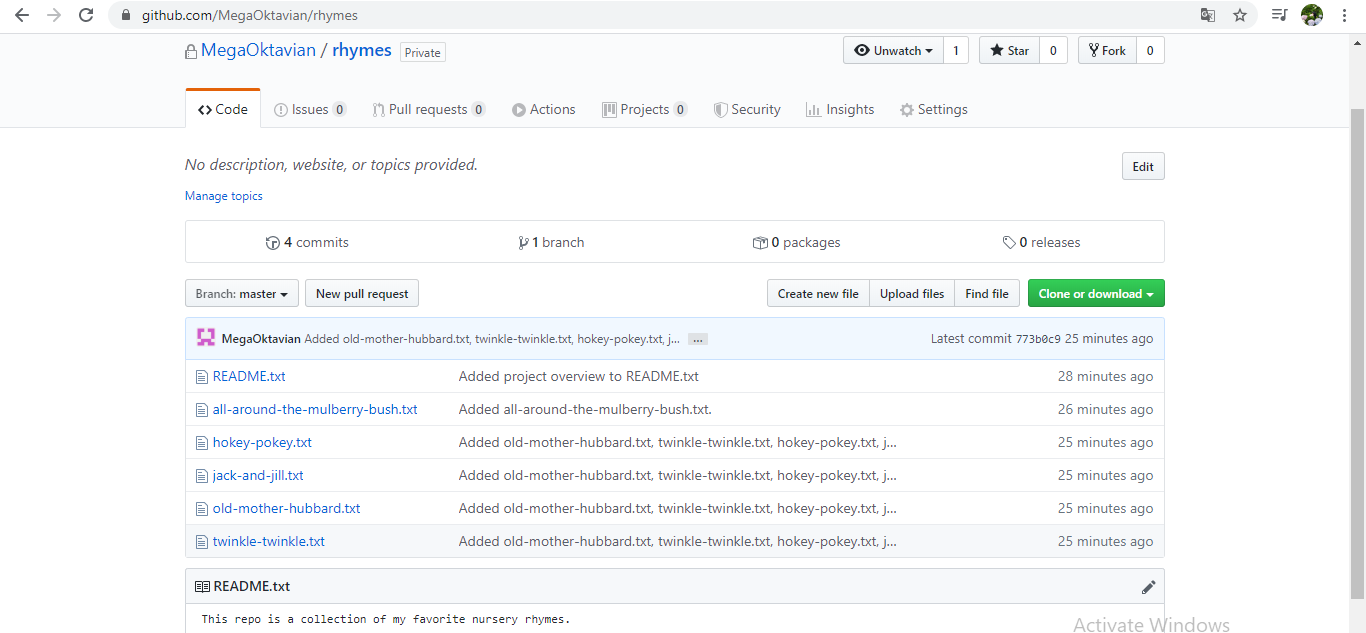 github.com/MegaOktavian/rhymes
MegaOktavian / rhymes Private
Unwatch 1 Star 0 Fork 0
Code Issues 0 Pull requests 0 Actions Projects 0 Security Insights Settings
No description, website, or topics provided. Edit
Manage topics
4 commits 1 branch 0 packages 0 releases
Branch: master New pull request Create new file Upload files Find file Clone or download
MegaOktavian Added old-mother-hubbard.txt, twinkle-twinkle.txt, hokey-pokey.txt, j... ... Latest commit 773b0c9 25 minutes ago
README.txt Added project overview to README.txt 28 minutes ago
all-around-the-mulberry-bush.txt Added all-around-the-mulberry-bush.txt. 26 minutes ago
hokey-pokey.txt Added old-mother-hubbard.txt, twinkle-twinkle.txt, hokey-pokey.txt, j... 25 minutes ago
jack-and-jill.txt Added old-mother-hubbard.txt, twinkle-twinkle.txt, hokey-pokey.txt, j... 25 minutes ago
old-mother-hubbard.txt Added old-mother-hubbard.txt, twinkle-twinkle.txt, hokey-pokey.txt, j... 25 minutes ago
twinkle-twinkle.txt Added old-mother-hubbard.txt, twinkle-twinkle.txt, hokey-pokey.txt, j... 25 minutes ago
README.txt
This repo is a collection of my favorite nursery rhymes.
Activate Windows